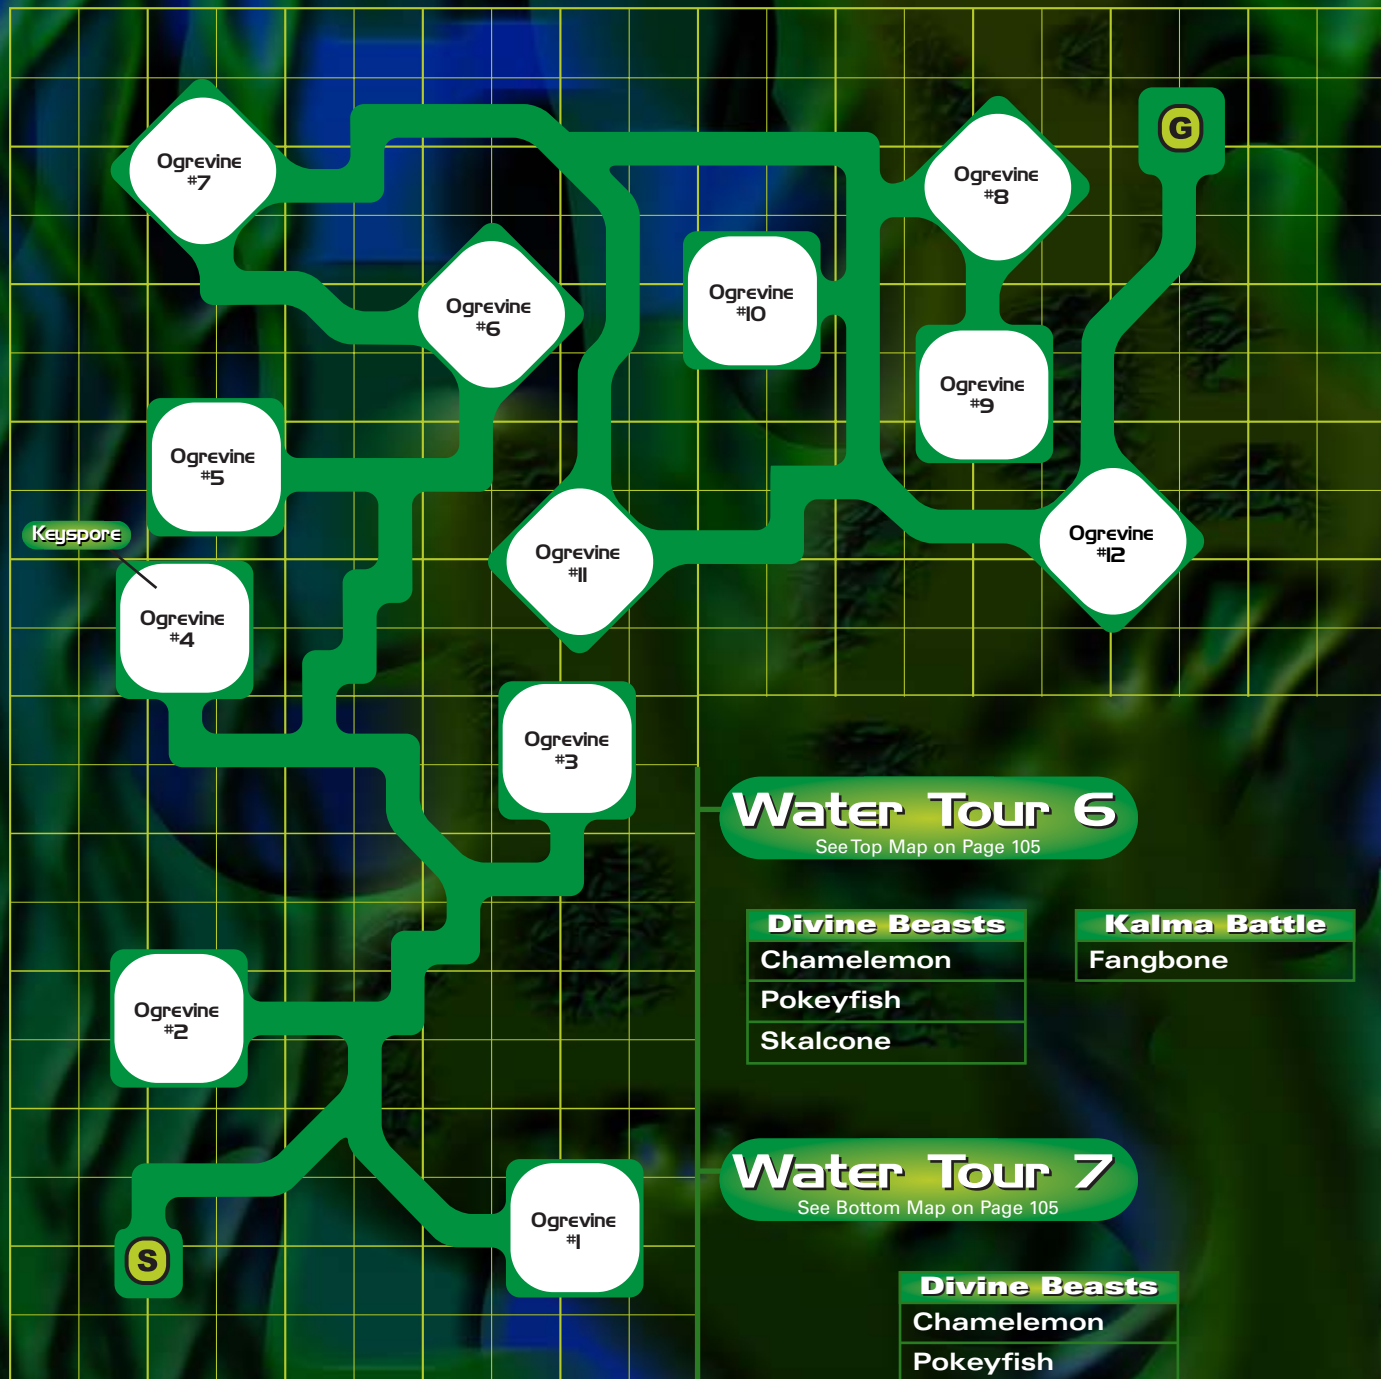 G
Ogrevine
#7
Ogrevine
#8
Ogrevine
#6
Ogrevine
#10
Ogrevine
#9
Ogrevine
#5
Keyspore
Ogrevine
#11
Ogrevine
#12
Ogrevine
#4
Ogrevine
#3
Ogrevine
#2
Ogrevine
#1
S
Water Tour 6
See Top Map on Page 105
Divine Beasts
Chamelemon
Pokeyfish
Skalcone
Kalma Battle
Fangbone
Water Tour 7
See Bottom Map on Page 105
Divine Beasts
Chamelemon
Pokeyfish